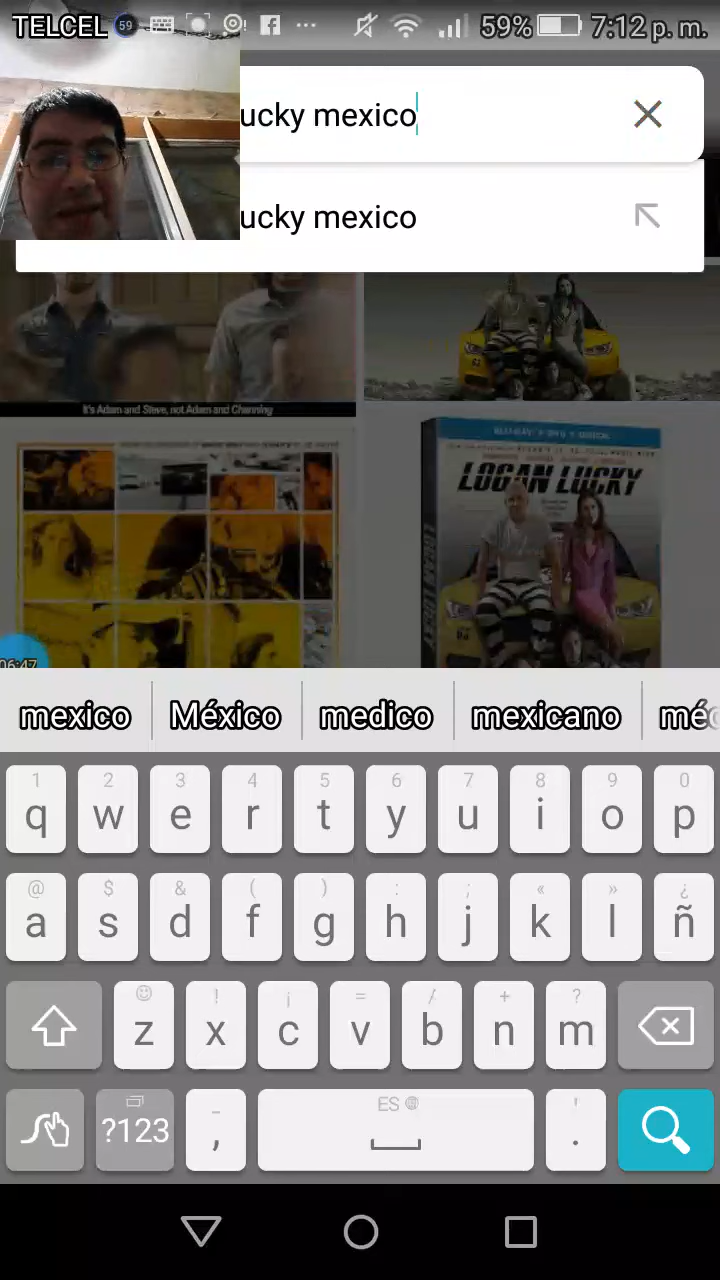 TELCEL 59 59% 7:12 p. m.
ucky mexico
ucky mexico
It's Adam and Steve, not Adam and Channing
BLU-RAY + DVD + DIGITAL
LOGAN LUCKY
06:47
mexico México medico mexicano méd
1 2 3 4 5 6 7 8 9 0
q w e r t y u i o p
@ $ & ( ) : ; « » ¿
a s d f g h j k l ñ
! ¡ = / + ?
z x c v b n m
ES
?123 , .